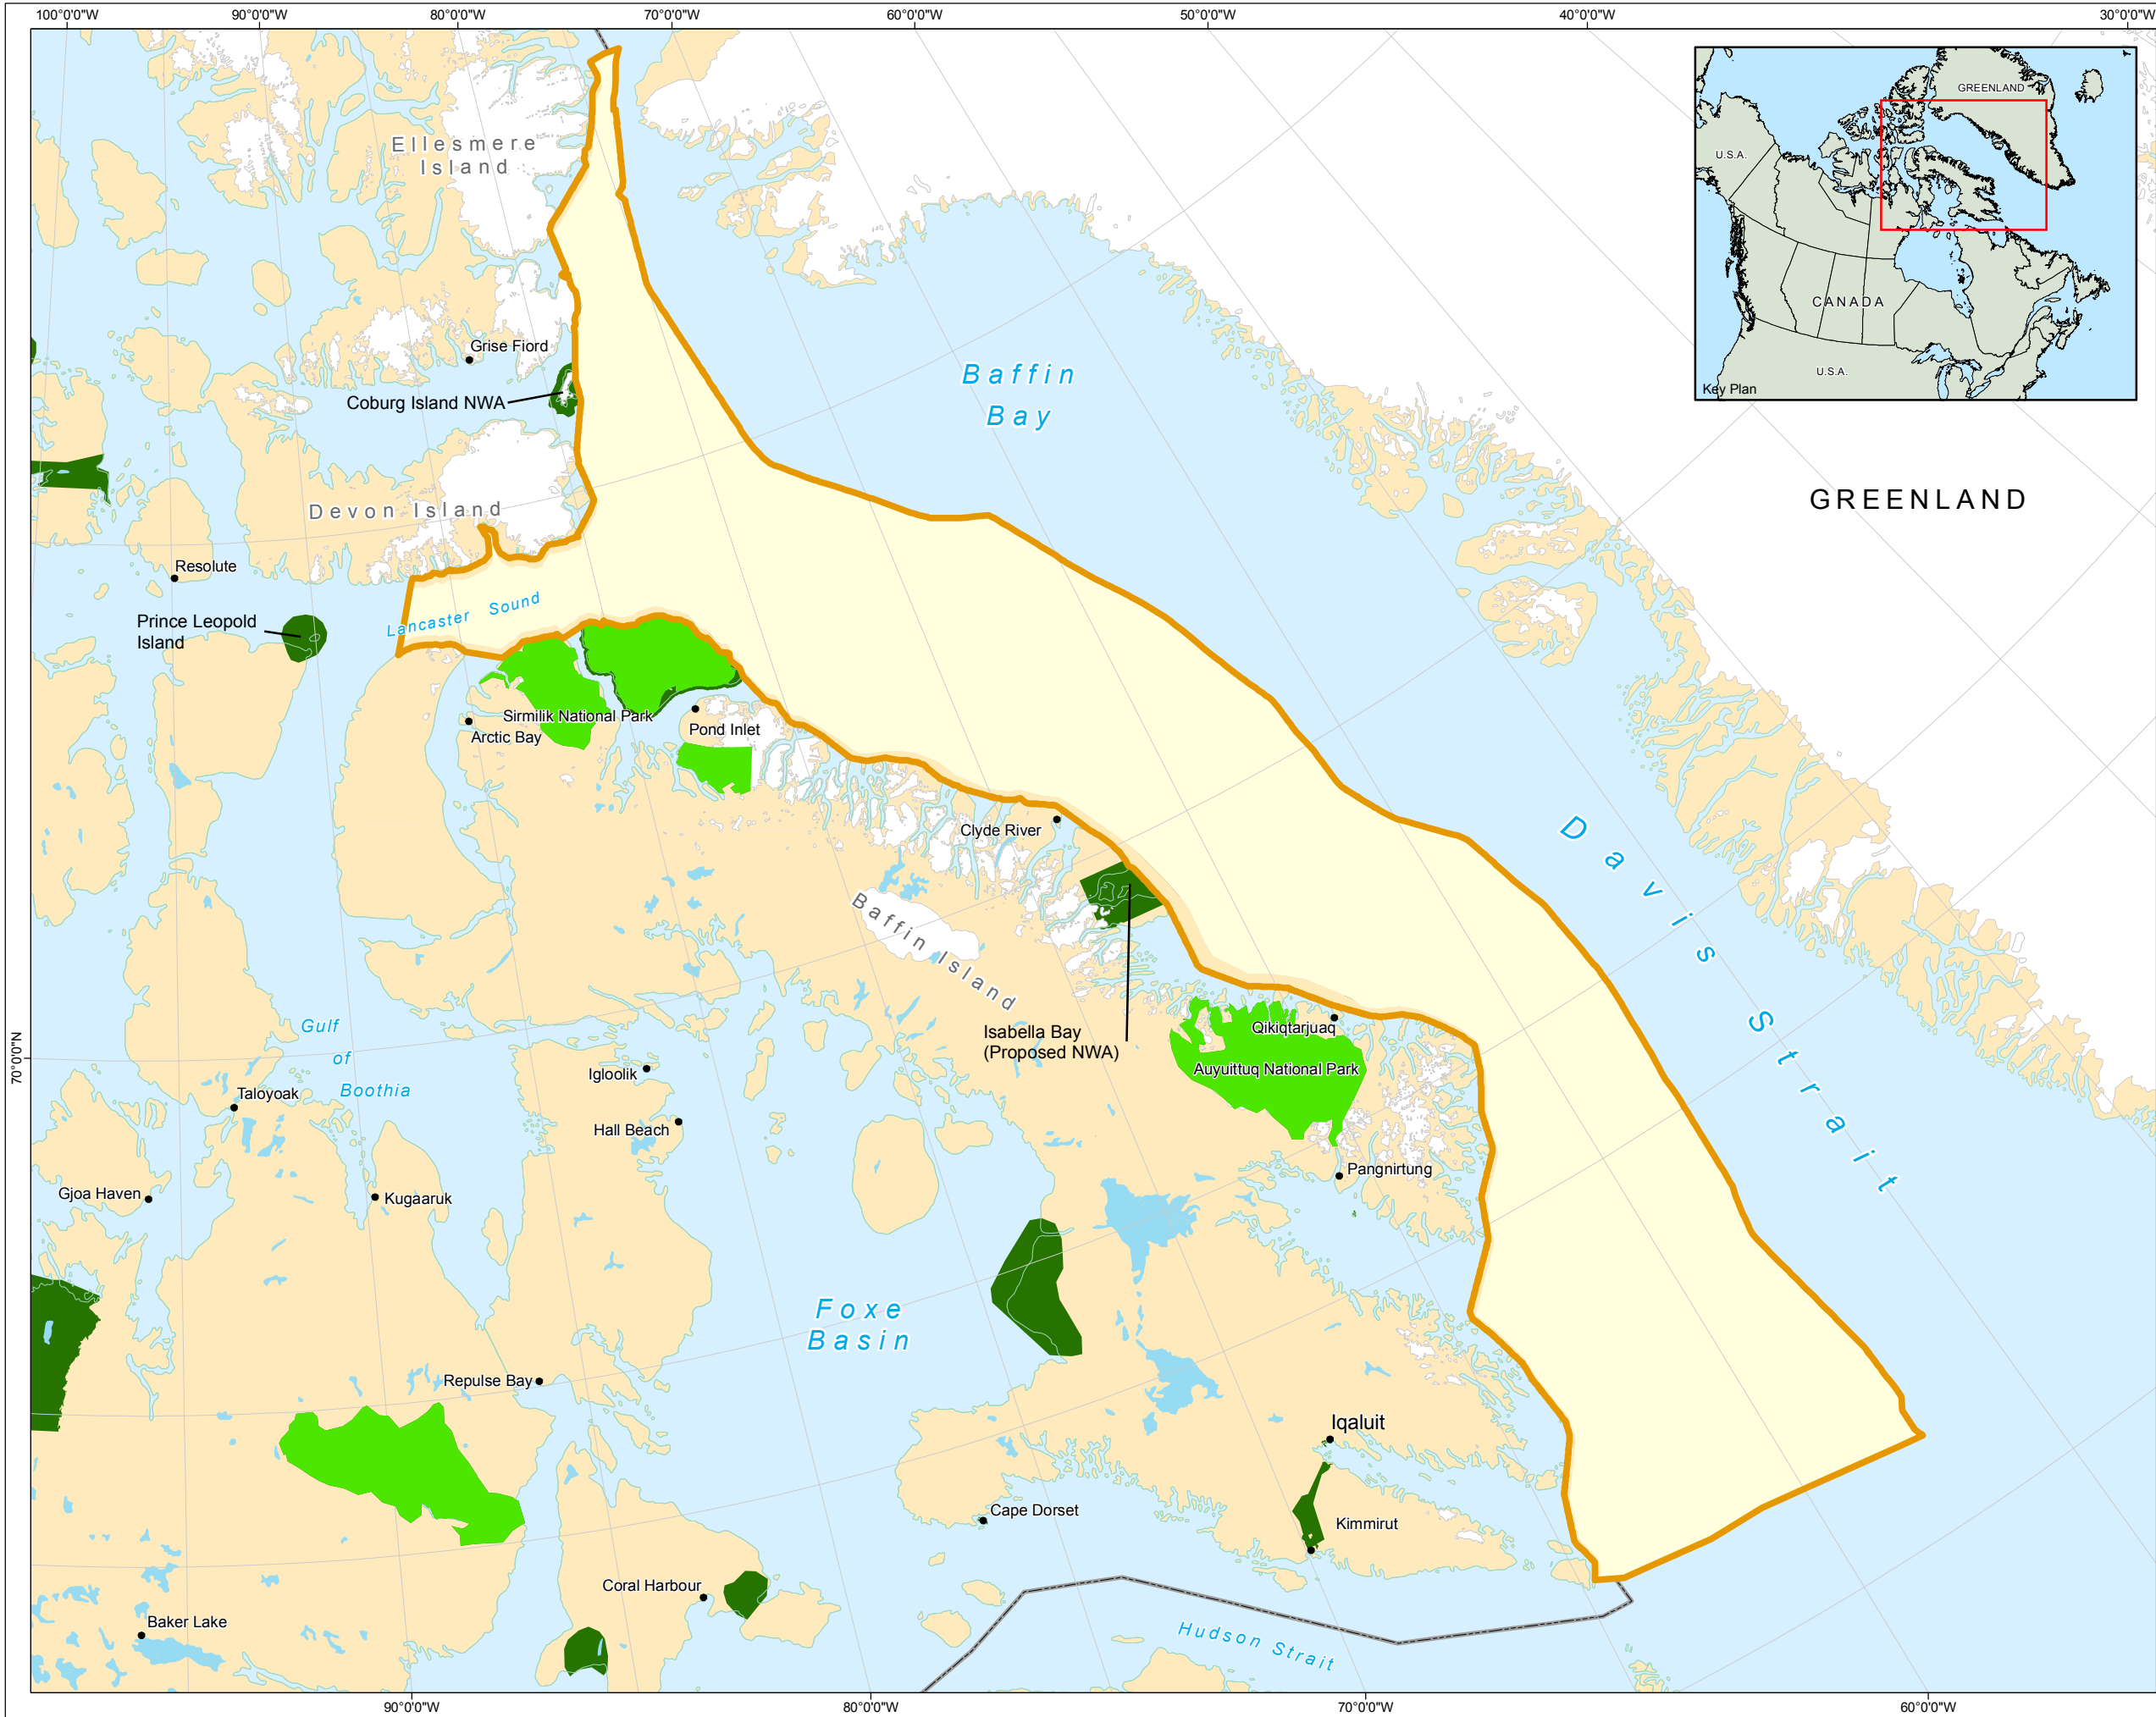 100°0'0"W
90°0'0"W
80°0'0"W
70°0'0"W
60°0'0"W
50°0'0"W
40°0'0"W
30°0'0"W
GREENLAND
U.S.A.
CANADA
U.S.A.
Key Plan
Ellesmere
Island
Grise Fiord
Coburg Island NWA
Baffin
Bay
GREENLAND
Devon Island
Resolute
Lancaster Sound
Prince Leopold
Island
Sirmilik National Park
Arctic Bay
Pond Inlet
Clyde River
Davis Strait
Baffin Island
Isabella Bay
(Proposed NWA)
Qikiqtarjuaq
Auyuittuq National Park
70°0'0"N
Gulf
of
Boothia
Igloolik
Taloyoak
Hall Beach
Pangnirtung
Gjoa Haven
Kugaaruk
Foxe
Basin
Repulse Bay
Iqaluit
Cape Dorset
Kimmirut
Coral Harbour
Baker Lake
Hudson Strait
90°0'0"W
80°0'0"W
70°0'0"W
60°0'0"W